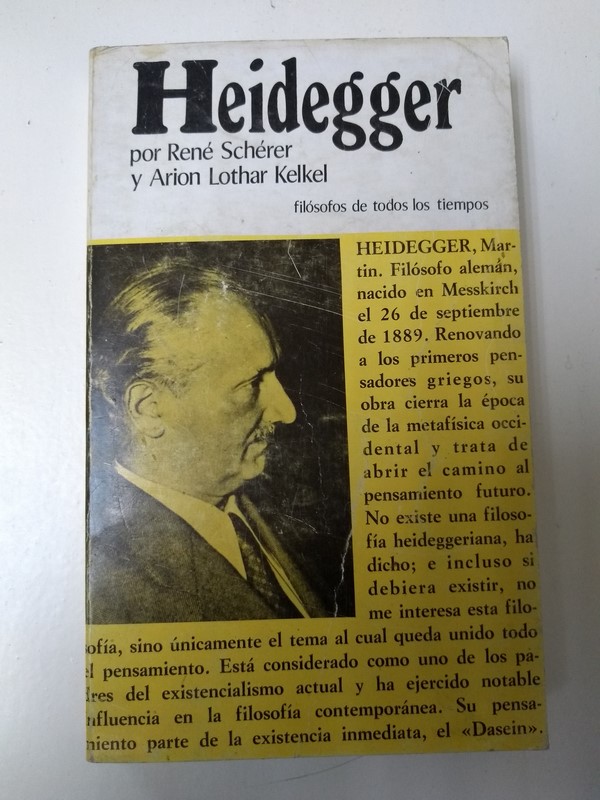 Heidegger
por René Schérer
y Arion Lothar Kelkel
filósofos de todos los tiempos
HEIDEGGER, Mar-
tin. Filósofo alemán,
nacido en Messkirch
el 26 de septiembre
de 1889. Renovando
a los primeros pen-
sadores griegos, su
obra cierra la época
de la metafísica occi-
dental y trata de
abrir el camino al
pensamiento futuro.
No existe una filoso-
fía heideggeriana, ha
dicho; e incluso si
debiera existir, no
me interesa esta filo-
sofía, sino únicamente el tema al cual queda unido todo
el pensamiento. Está considerado como uno de los pa-
dres del existencialismo actual y ha ejercido notable
influencia en la filosofía contemporánea. Su pensa-
miento parte de la existencia inmediata, el «Dasein».